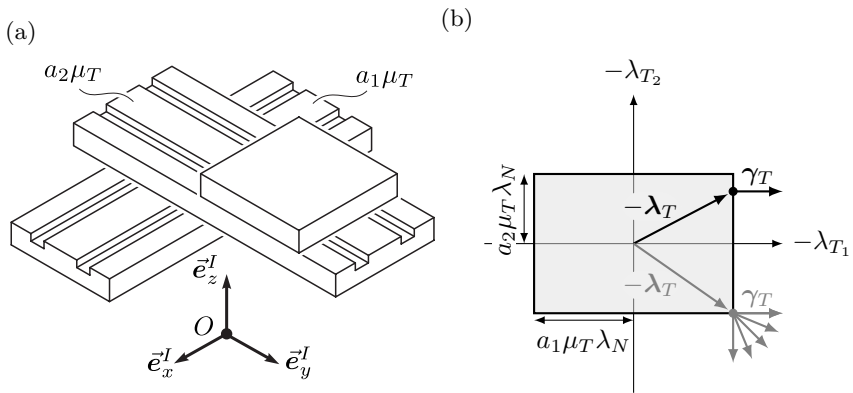 (a)
a₂μ_T
a₁μ_T
e⃗_z^I
O
e⃗_x^I
e⃗_y^I
(b)
−λ_{T₂}
γ_T
a₂μ_Tλ_N
−λ_T
−λ_{T₁}
−λ_T
γ_T
a₁μ_Tλ_N